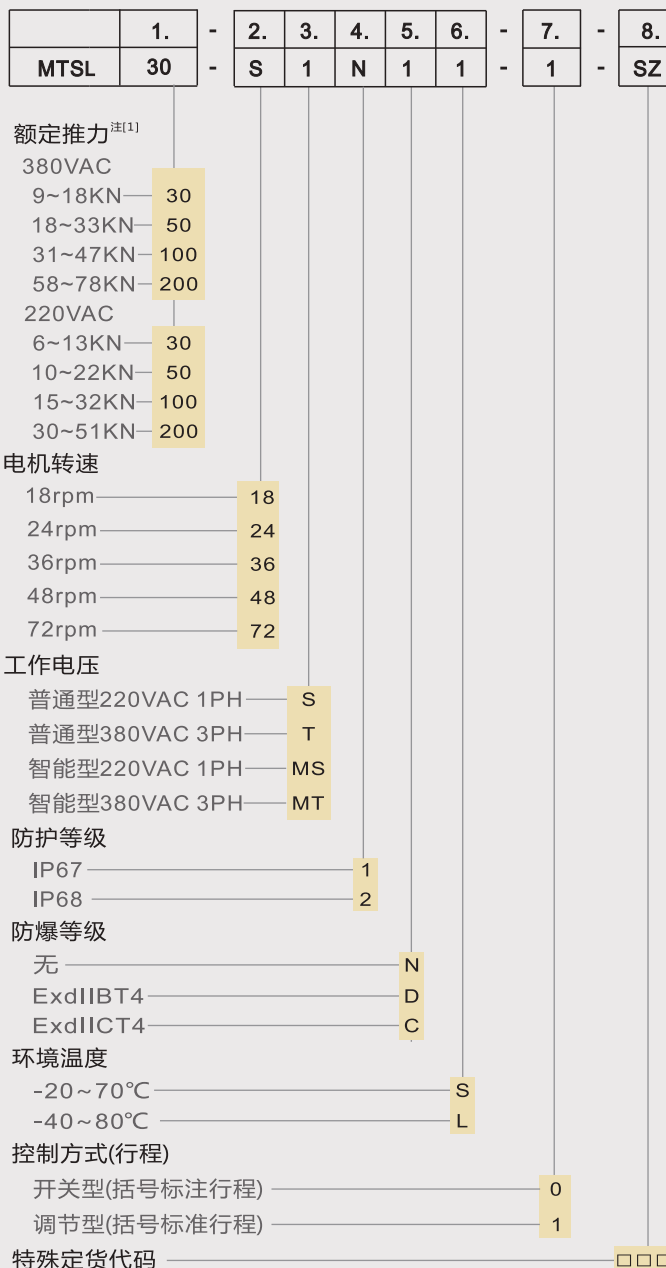 1. - 2. 3. 4. 5. 6. - 7. - 8.
MTSL 30 - S 1 N 1 1 - 1 - SZ
额定推力注[1]
380VAC
9~18KN 30
18~33KN 50
31~47KN 100
58~78KN 200
220VAC
6~13KN 30
10~22KN 50
15~32KN 100
30~51KN 200
电机转速
18rpm 18
24rpm 24
36rpm 36
48rpm 48
72rpm 72
工作电压
普通型220VAC 1PH S
普通型380VAC 3PH T
智能型220VAC 1PH MS
智能型380VAC 3PH MT
防护等级
IP67 1
IP68 2
防爆等级
无 N
ExdIIBT4 D
ExdIICT4 C
环境温度
-20~70℃ S
-40~80℃ L
控制方式(行程)
开关型(括号标注行程) 0
调节型(括号标准行程) 1
特殊定货代码 □□□